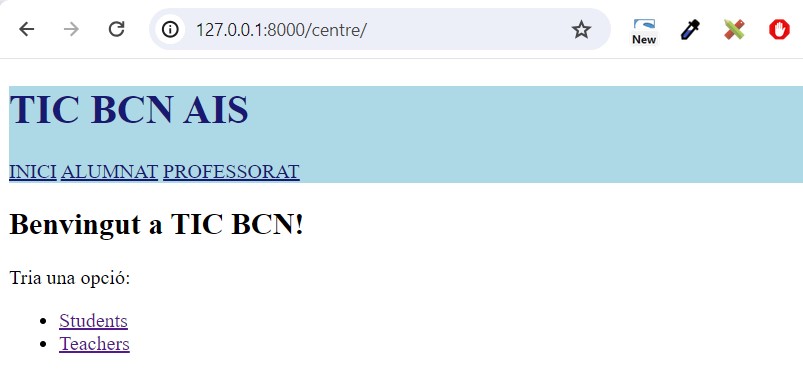 127.0.0.1:8000/centre/
New
TIC BCN AIS
INICI ALUMNAT PROFESSORAT
Benvingut a TIC BCN!
Tria una opció:
Students
Teachers